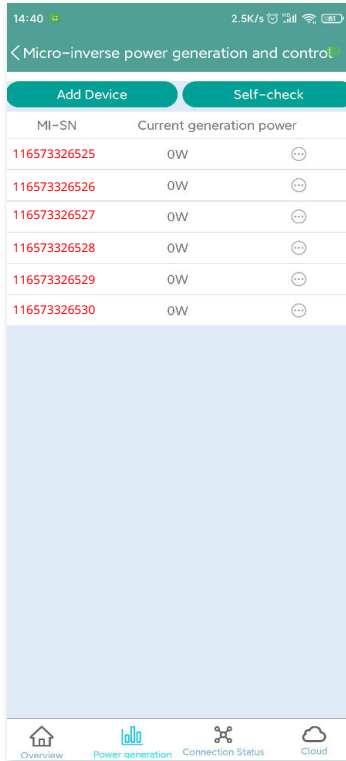 14:40 2.5K/s 61
Micro-inverse power generation and control
Add Device Self-check
MI-SN Current generation power
116573326525 0W
116573326526 0W
116573326527 0W
116573326528 0W
116573326529 0W
116573326530 0W
Overview Power generation Connection Status Cloud